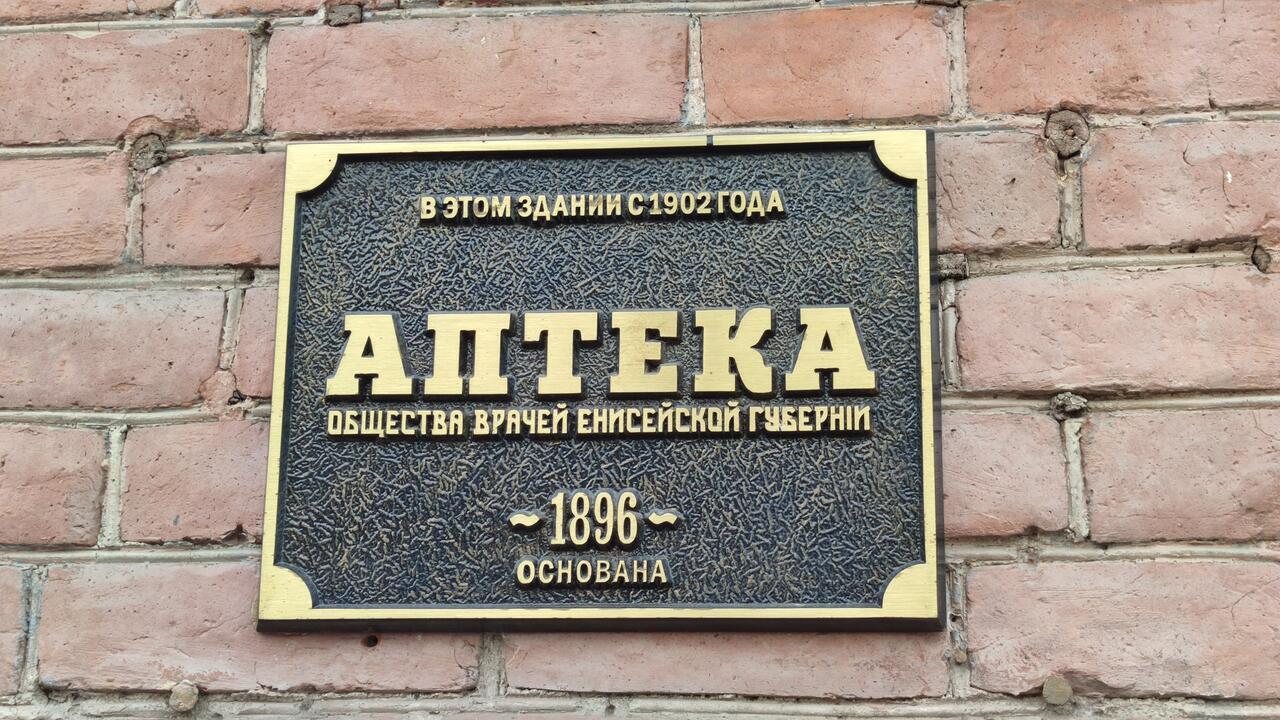 В ЭТОМ ЗДАНИИ С 1902 ГОДА
АПТЕКА
ОБЩЕСТВА ВРАЧЕЙ ЕНИСЕЙСКОЙ ГУБЕРНІИ
~1896~
ОСНОВАНА